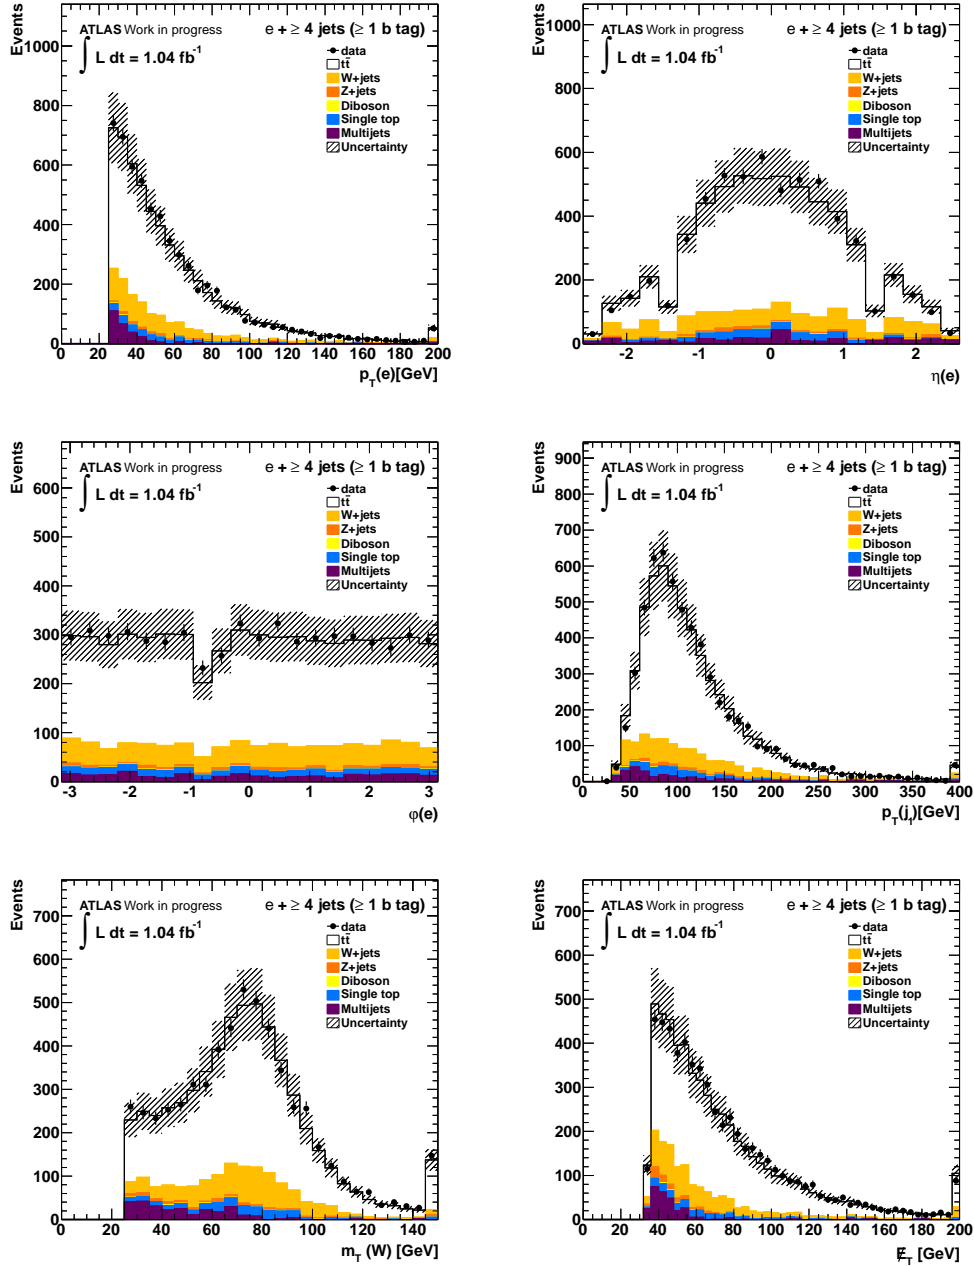 Events
1000
800
600
400
200
0
ATLAS Work in progress
e + ≥ 4 jets (≥ 1 b tag)
∫ L dt = 1.04 fb⁻¹
data
tt̄
W+jets
Z+jets
Diboson
Single top
Multijets
Uncertainty
0 20 40 60 80 100 120 140 160 180 200
p_T(e)[GeV]
Events
1000
800
600
400
200
0
ATLAS Work in progress
e + ≥ 4 jets (≥ 1 b tag)
∫ L dt = 1.04 fb⁻¹
data
tt̄
W+jets
Z+jets
Diboson
Single top
Multijets
Uncertainty
-2 -1 0 1 2
η(e)
Events
600
500
400
300
200
100
0
ATLAS Work in progress
e + ≥ 4 jets (≥ 1 b tag)
∫ L dt = 1.04 fb⁻¹
data
tt̄
W+jets
Z+jets
Diboson
Single top
Multijets
Uncertainty
-3 -2 -1 0 1 2 3
φ(e)
Events
900
800
700
600
500
400
300
200
100
0
ATLAS Work in progress
e + ≥ 4 jets (≥ 1 b tag)
∫ L dt = 1.04 fb⁻¹
data
tt̄
W+jets
Z+jets
Diboson
Single top
Multijets
Uncertainty
0 50 100 150 200 250 300 350 400
p_T(j_1)[GeV]
Events
700
600
500
400
300
200
100
0
ATLAS Work in progress
e + ≥ 4 jets (≥ 1 b tag)
∫ L dt = 1.04 fb⁻¹
data
tt̄
W+jets
Z+jets
Diboson
Single top
Multijets
Uncertainty
0 20 40 60 80 100 120 140
m_T (W) [GeV]
Events
700
600
500
400
300
200
100
0
ATLAS Work in progress
e + ≥ 4 jets (≥ 1 b tag)
∫ L dt = 1.04 fb⁻¹
data
tt̄
W+jets
Z+jets
Diboson
Single top
Multijets
Uncertainty
0 20 40 60 80 100 120 140 160 180 200
E̸_T [GeV]